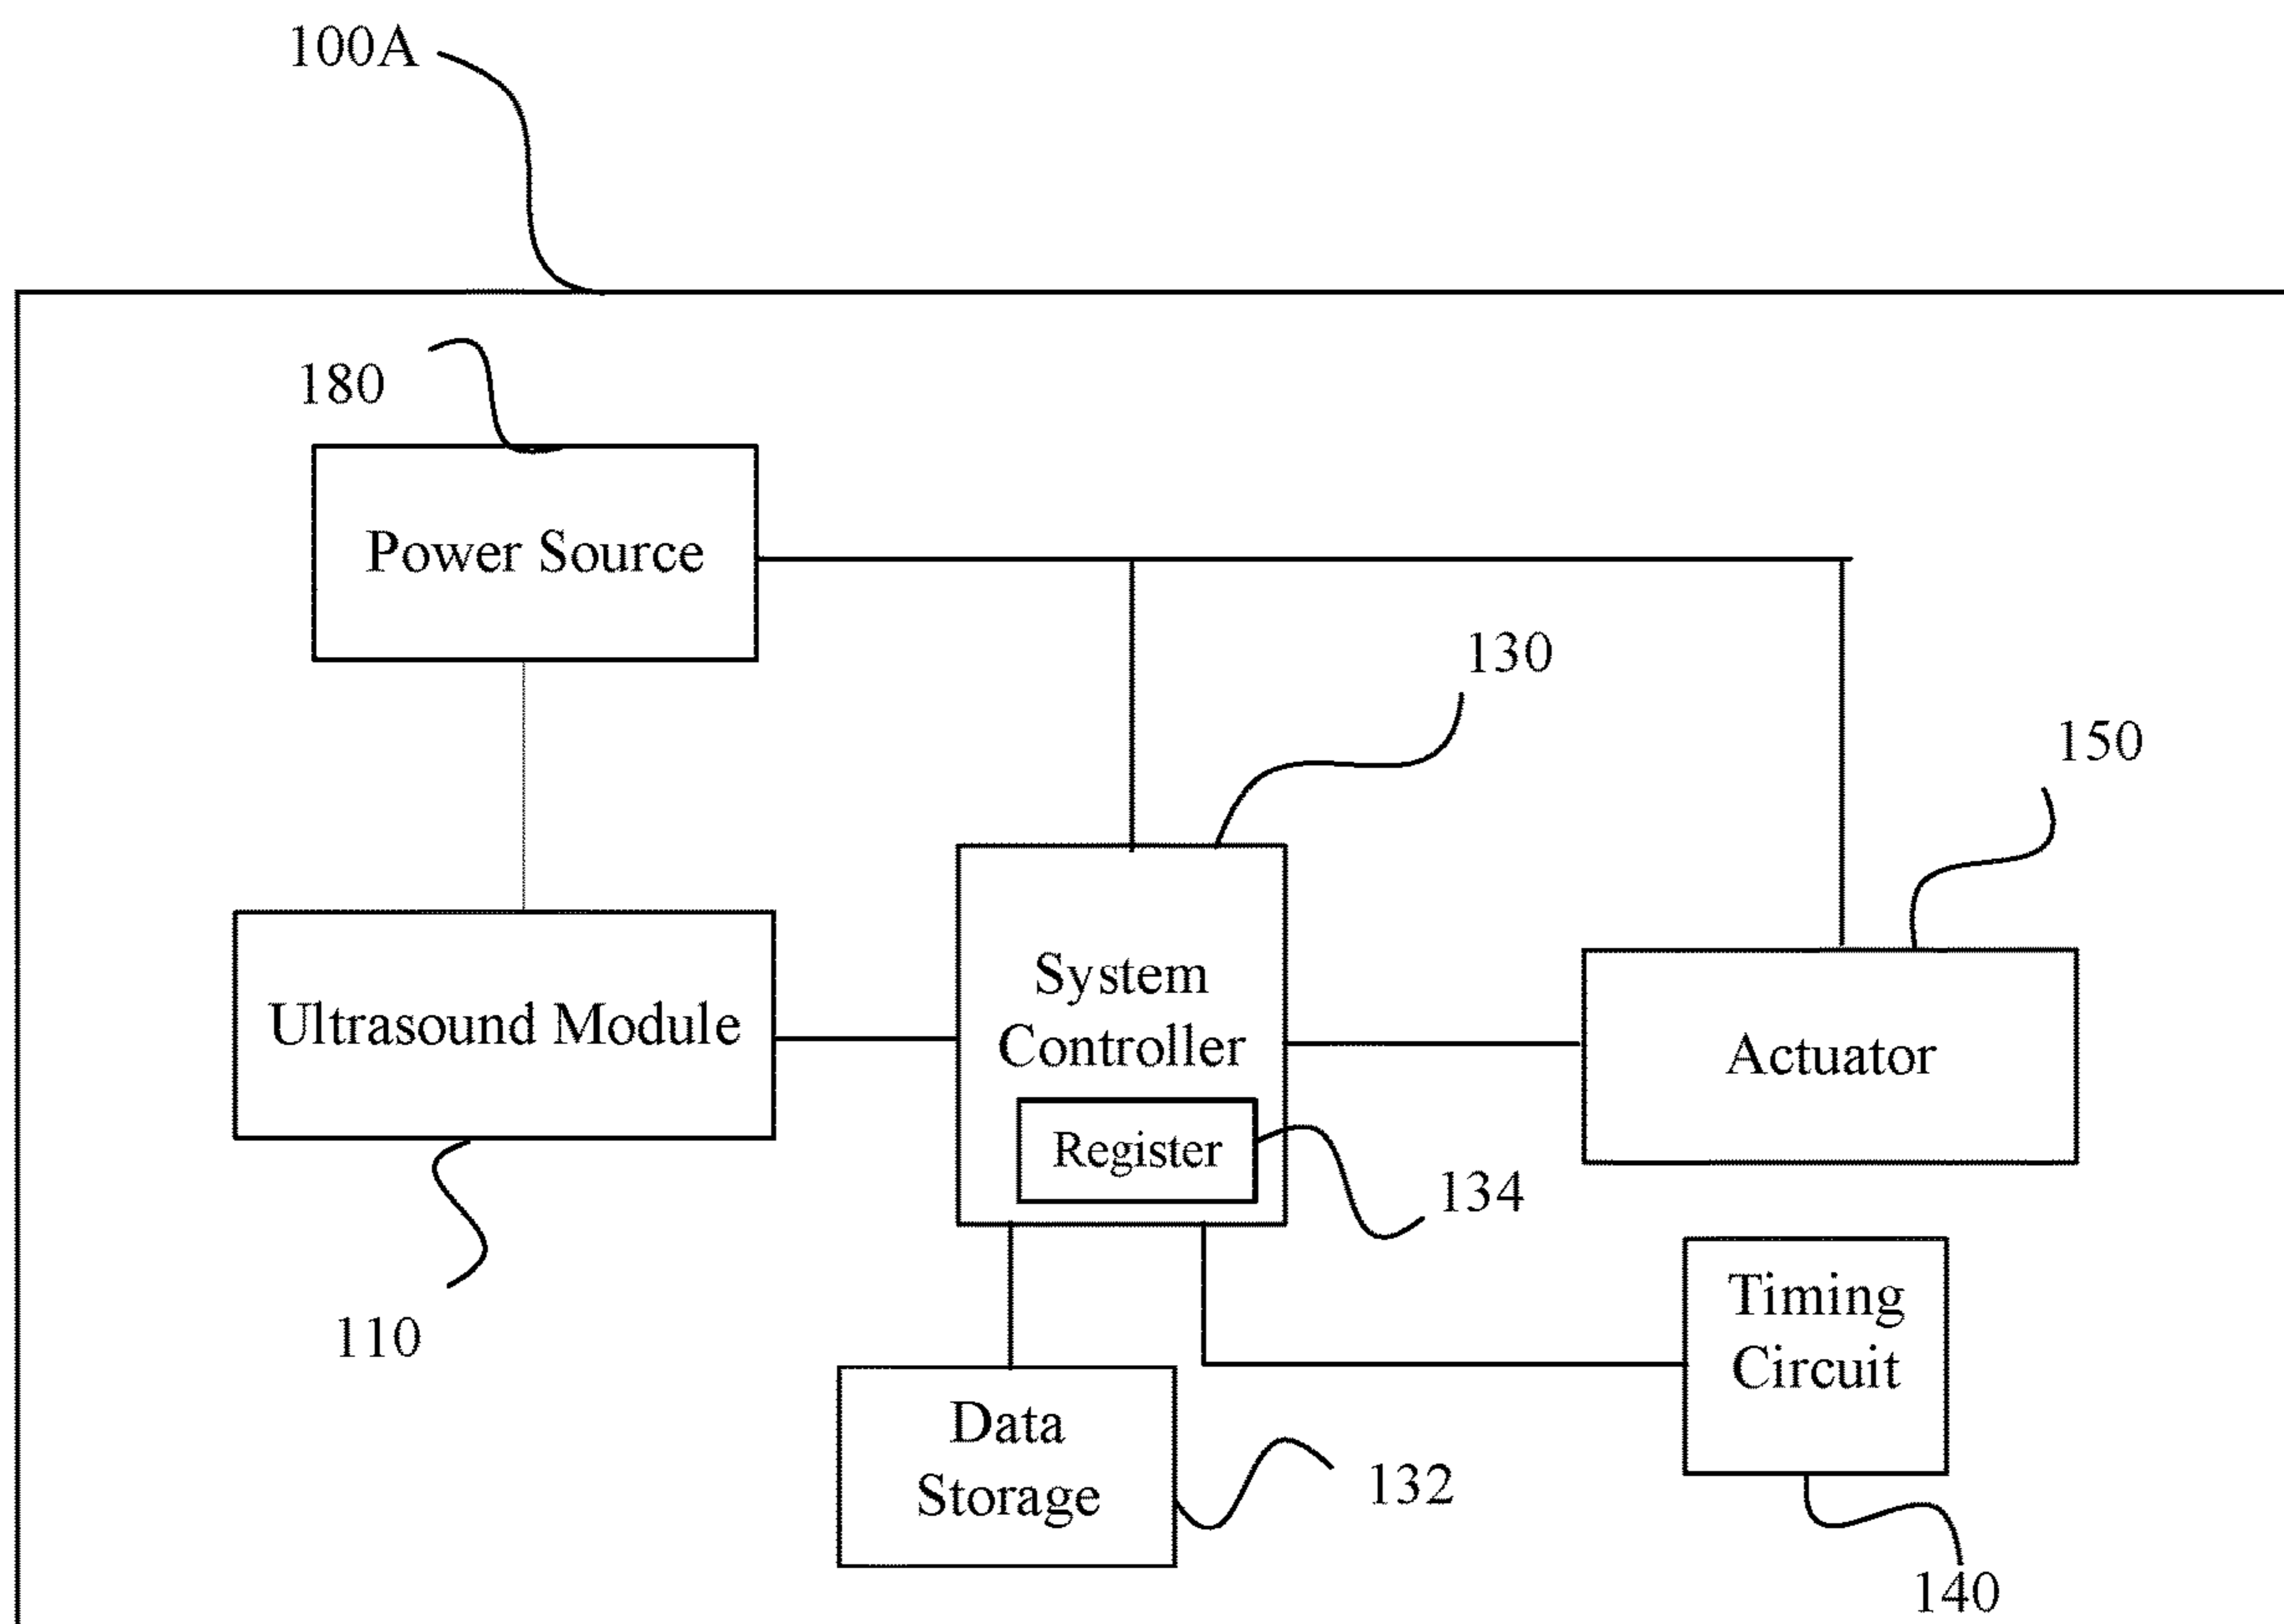 100A
180
Power Source
130
150
System
Controller
Ultrasound Module
Actuator
Register
134
110
Timing
Circuit
Data
Storage
132
140